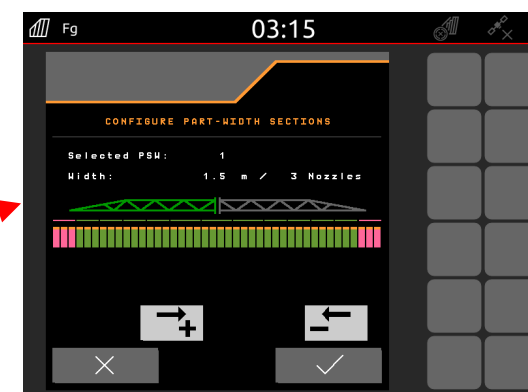 Fg
03:15
CONFIGURE PART-WIDTH SECTIONS
Selected PSW: 1
Width: 1.5 m / 3 Nozzles